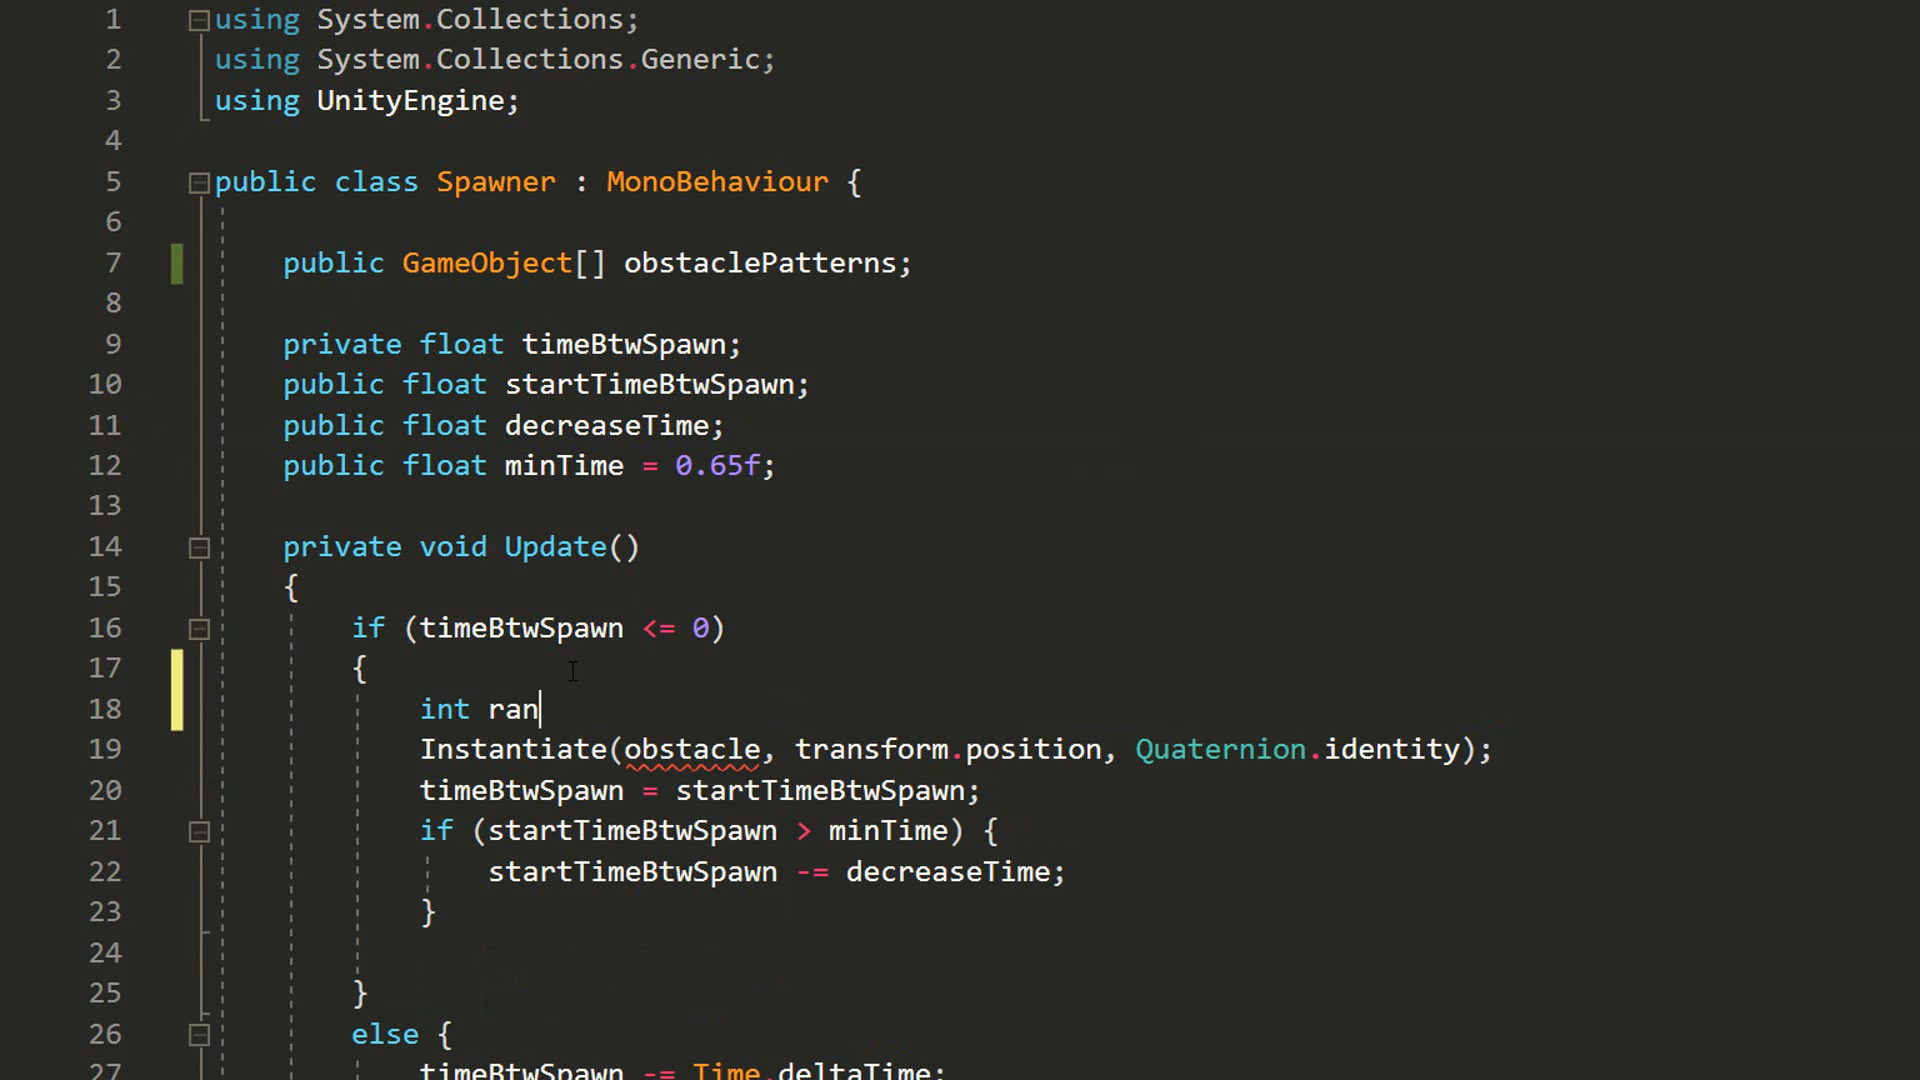 1 using System.Collections;
2 using System.Collections.Generic;
3 using UnityEngine;
4
5 public class Spawner : MonoBehaviour {
6
7 public GameObject[] obstaclePatterns;
8
9 private float timeBtwSpawn;
10 public float startTimeBtwSpawn;
11 public float decreaseTime;
12 public float minTime = 0.65f;
13
14 private void Update()
15 {
16 if (timeBtwSpawn <= 0)
17 {
18 int ran
19 Instantiate(obstacle, transform.position, Quaternion.identity);
20 timeBtwSpawn = startTimeBtwSpawn;
21 if (startTimeBtwSpawn > minTime) {
22 startTimeBtwSpawn -= decreaseTime;
23 }
24
25 }
26 else {
27 timeBtwSpawn -= Time.deltaTime;